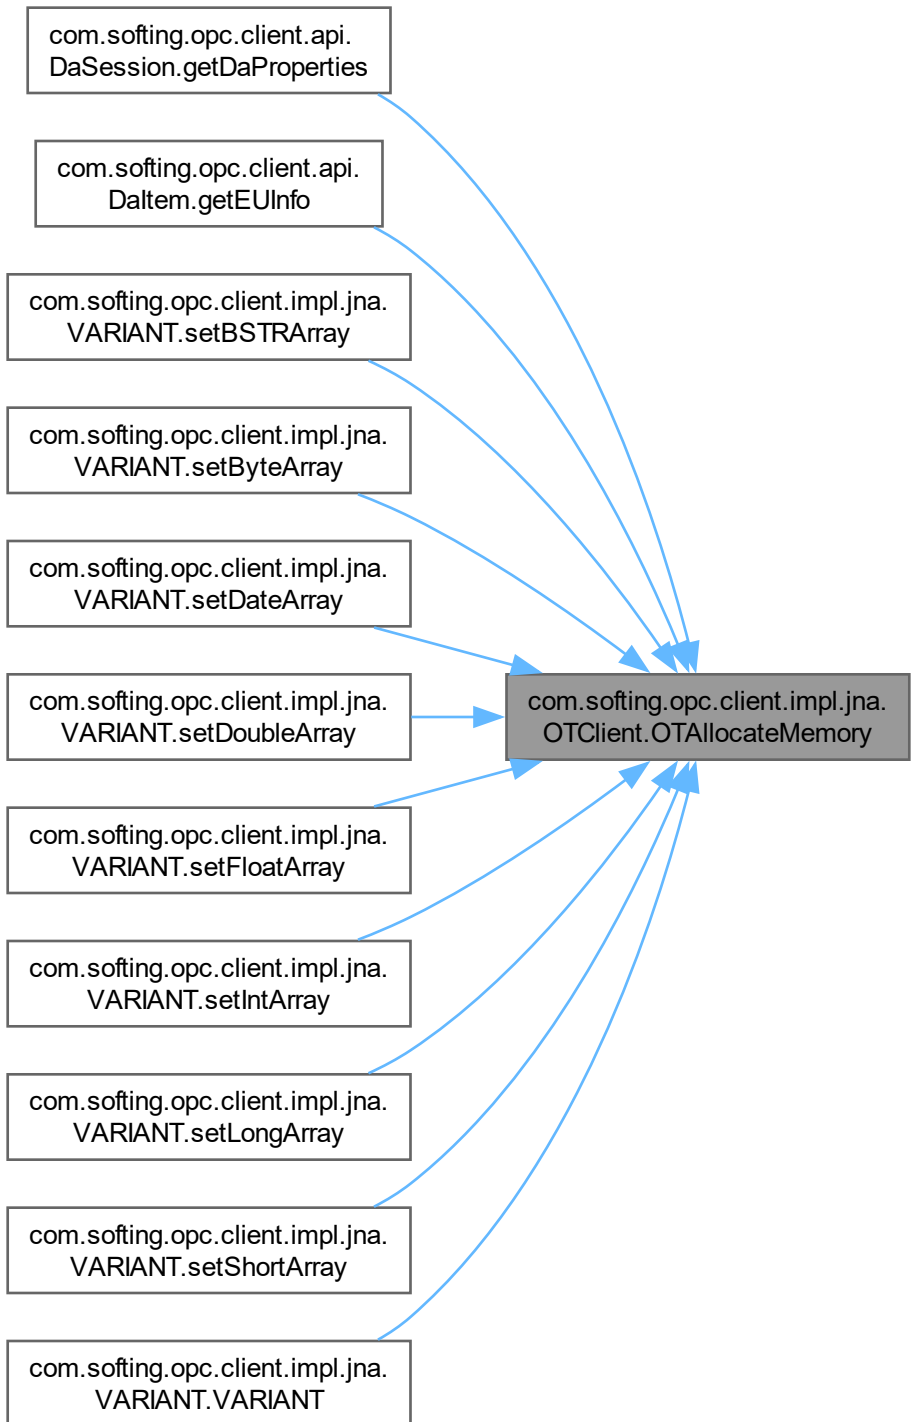 com.softing.opc.client.api.
DaSession.getDaProperties
com.softing.opc.client.api.
DaItem.getEUInfo
com.softing.opc.client.impl.jna.
VARIANT.setBSTRArray
com.softing.opc.client.impl.jna.
VARIANT.setByteArray
com.softing.opc.client.impl.jna.
VARIANT.setDateArray
com.softing.opc.client.impl.jna.
VARIANT.setDoubleArray
com.softing.opc.client.impl.jna.
OTClient.OTAllocateMemory
com.softing.opc.client.impl.jna.
VARIANT.setFloatArray
com.softing.opc.client.impl.jna.
VARIANT.setIntArray
com.softing.opc.client.impl.jna.
VARIANT.setLongArray
com.softing.opc.client.impl.jna.
VARIANT.setShortArray
com.softing.opc.client.impl.jna.
VARIANT.VARIANT